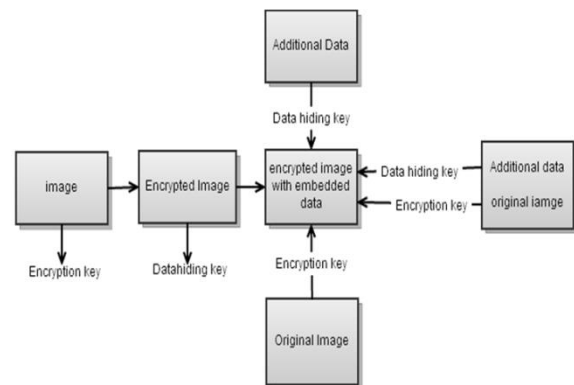 Additional Data
Data hiding key
image
Encrypted Image
encrypted image
with embedded
data
Data hiding key
Encryption key
Additional data
original iamge
Encryption key
Datahiding key
Encryption key
Original Image